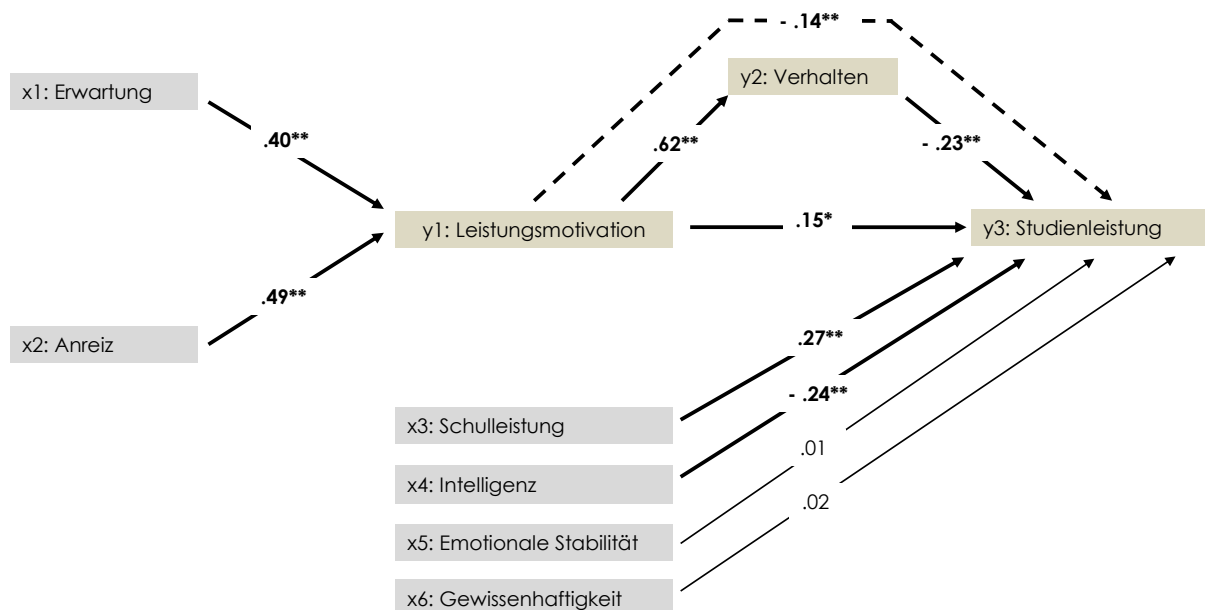 - .14**
y2: Verhalten
x1: Erwartung
.40**
.62**
- .23**
y1: Leistungsmotivation
.15*
y3: Studienleistung
.49**
x2: Anreiz
.27**
- .24**
x3: Schulleistung
.01
x4: Intelligenz
.02
x5: Emotionale Stabilität
x6: Gewissenhaftigkeit